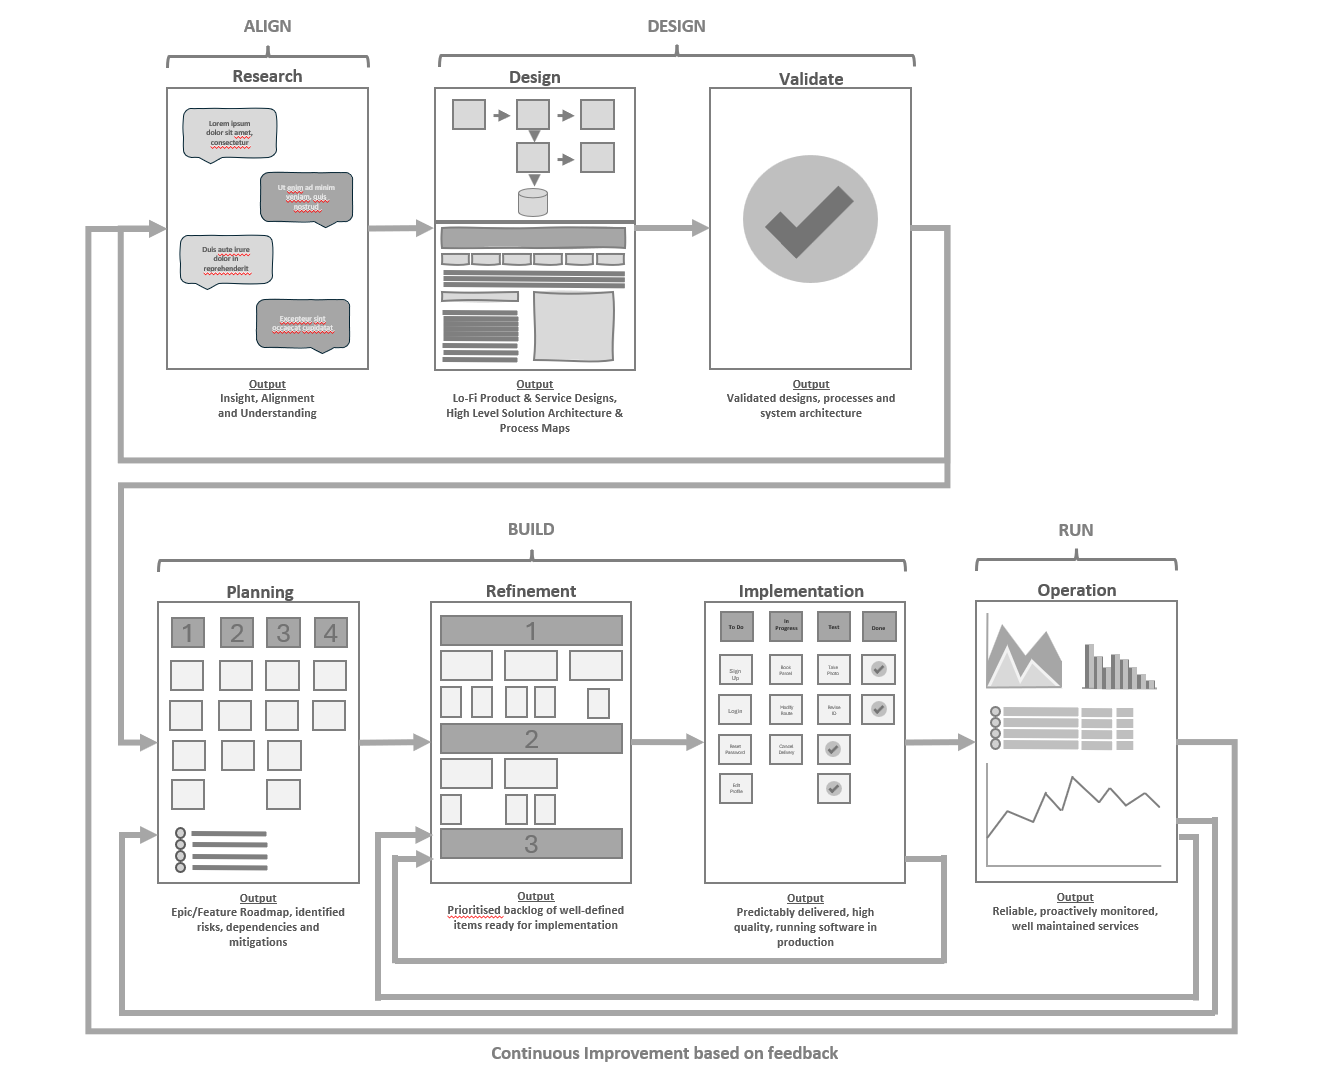 ALIGN
DESIGN
Research
Design
Validate
Lorem ipsum
dolor sit amet,
consectetur
Ut enim ad minim
veniam, quis
nostrud
Duis aute irure
dolor in
reprehenderit
Excepteur sint
occaecat cupidatat
Output
Insight, Alignment
and Understanding
Output
Lo-Fi Product & Service Designs,
High Level Solution Architecture &
Process Maps
Output
Validated designs, processes and
system architecture
BUILD
RUN
Planning
Refinement
Implementation
Operation
1 2 3 4
1
2
3
To Do
In
Progress
Test
Done
Sign
Up
Book
Parcel
Take
Photo
Login
Modify
Route
Review
ID
Reset
Password
Cancel
Delivery
Edit
Profile
Output
Epic/Feature Roadmap, identified
risks, dependencies and
mitigations
Output
Prioritised backlog of well-defined
items ready for implementation
Output
Predictably delivered, high
quality, running software in
production
Output
Reliable, proactively monitored,
well maintained services
Continuous Improvement based on feedback